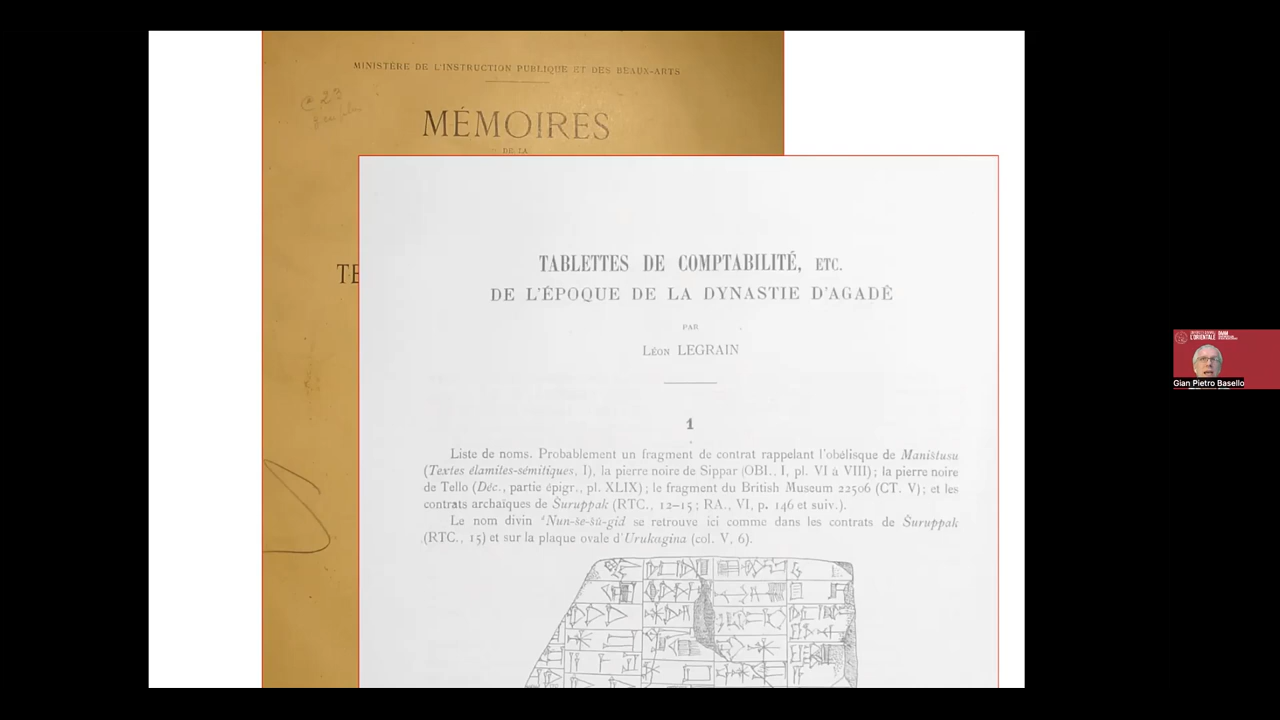 MINISTÈRE DE L'INSTRUCTION PUBLIQUE ET DES BEAUX-ARTS
MÉMOIRES
DE LA
TE
TABLETTES DE COMPTABILITÉ, ETC.
DE L'ÉPOQUE DE LA DYNASTIE D'AGADÊ
PAR
LÉON LEGRAIN
1
Liste de noms. Probablement un fragment de contrat rappelant l'obélisque de Maništusu
(Textes élamites-sémitiques, I), la pierre noire de Sippar (OBI., I, pl. VI à VIII) ; la pierre noire
de Tello (Déc., partie épigr., pl. XLIX) ; le fragment du British Museum 22506 (CT. V) ; et les
contrats archaïques de Šuruppak (RTC., 12-15 ; RA., VI, p. 146 et suiv.).
Le nom divin ᵈNun-še-šú-gid se retrouve ici comme dans les contrats de Šuruppak
(RTC., 15) et sur la plaque ovale d'Urukagina (col. V, 6).
L'ORIENTALE
Gian Pietro Basello